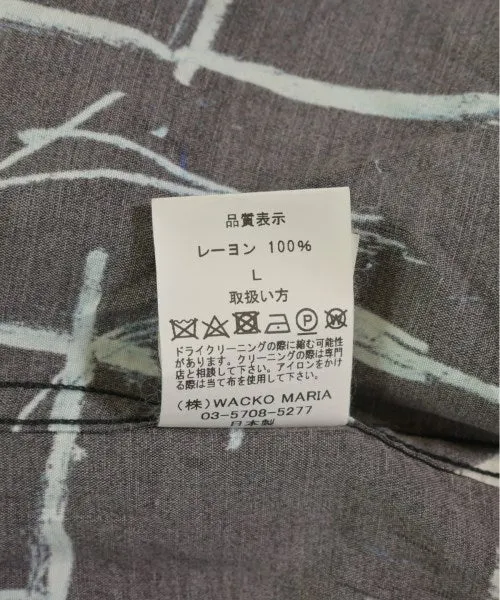 品質表示
レーヨン 100%
L
取扱い方
ドライクリーニングの際に縮む可能性
があります。クリーニングの際は専門
店と相談して下さい。アイロンをかけ
る際は当て布を使用して下さい。
(株)WACKO MARIA
03-5708-5277
日本製